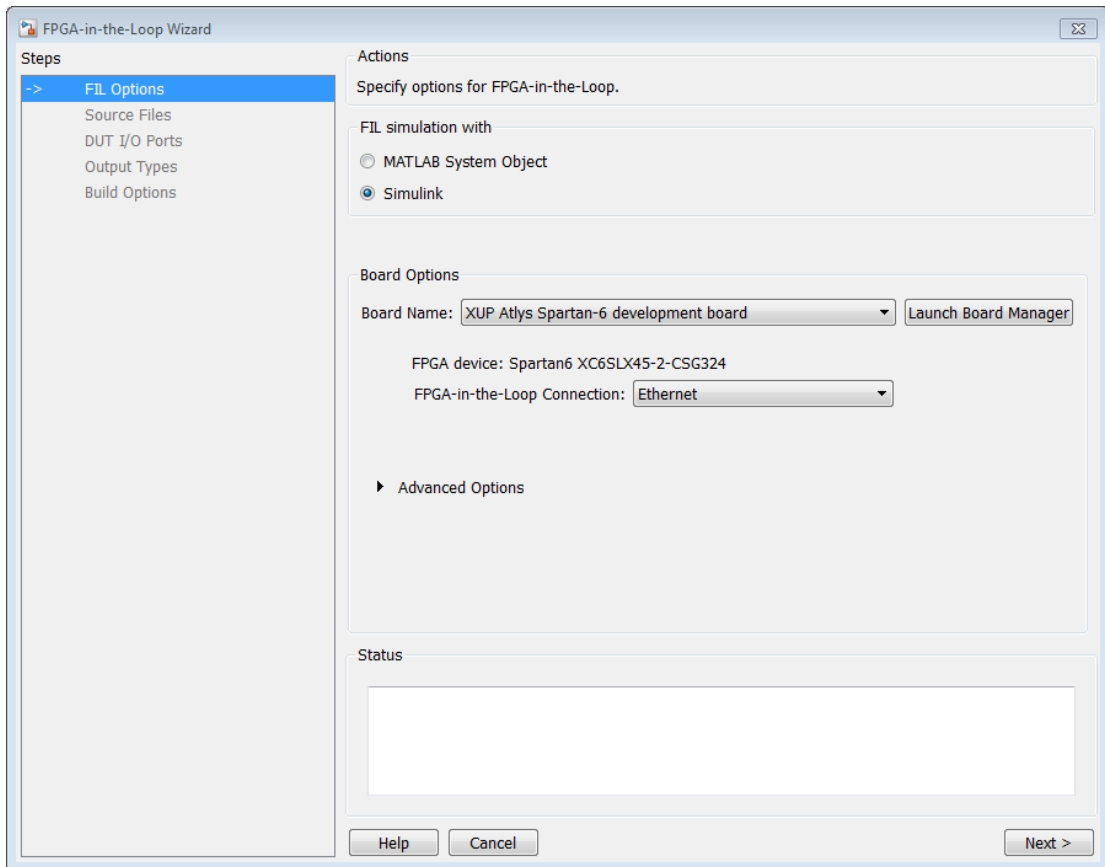 FPGA-in-the-Loop Wizard
Steps
-> FIL Options
Source Files
DUT I/O Ports
Output Types
Build Options
Actions
Specify options for FPGA-in-the-Loop.
FIL simulation with
MATLAB System Object
Simulink
Board Options
Board Name: XUP Atlys Spartan-6 development board Launch Board Manager
FPGA device: Spartan6 XC6SLX45-2-CSG324
FPGA-in-the-Loop Connection: Ethernet
Advanced Options
Status
Help Cancel Next >